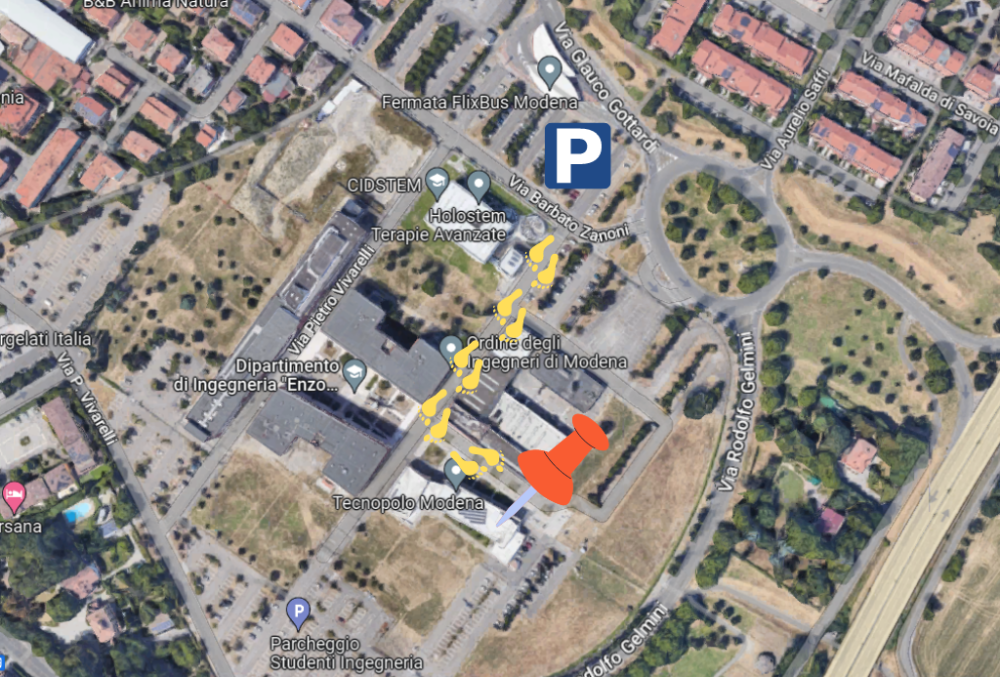 B&B Anima Natura
Via Glauco Gottardi
Via Mafalda di Savoia
Via Aurelio Saffi
nia
Fermata FlixBus Modena
P
CIDSTEM
Via Barbato Zanoni
Holostem
Terapie Avanzate
Via Pietro Vivarelli
rgelati Italia
Ordine degli
Ingegneri di Modena
Via P. Vivarelli
Dipartimento
di Ingegneria "Enzo...
Via Rodolfo Gelmini
Tecnopolo Modena
rsana
P
Parcheggio
Studenti Ingegneria
dolfo Gelmini